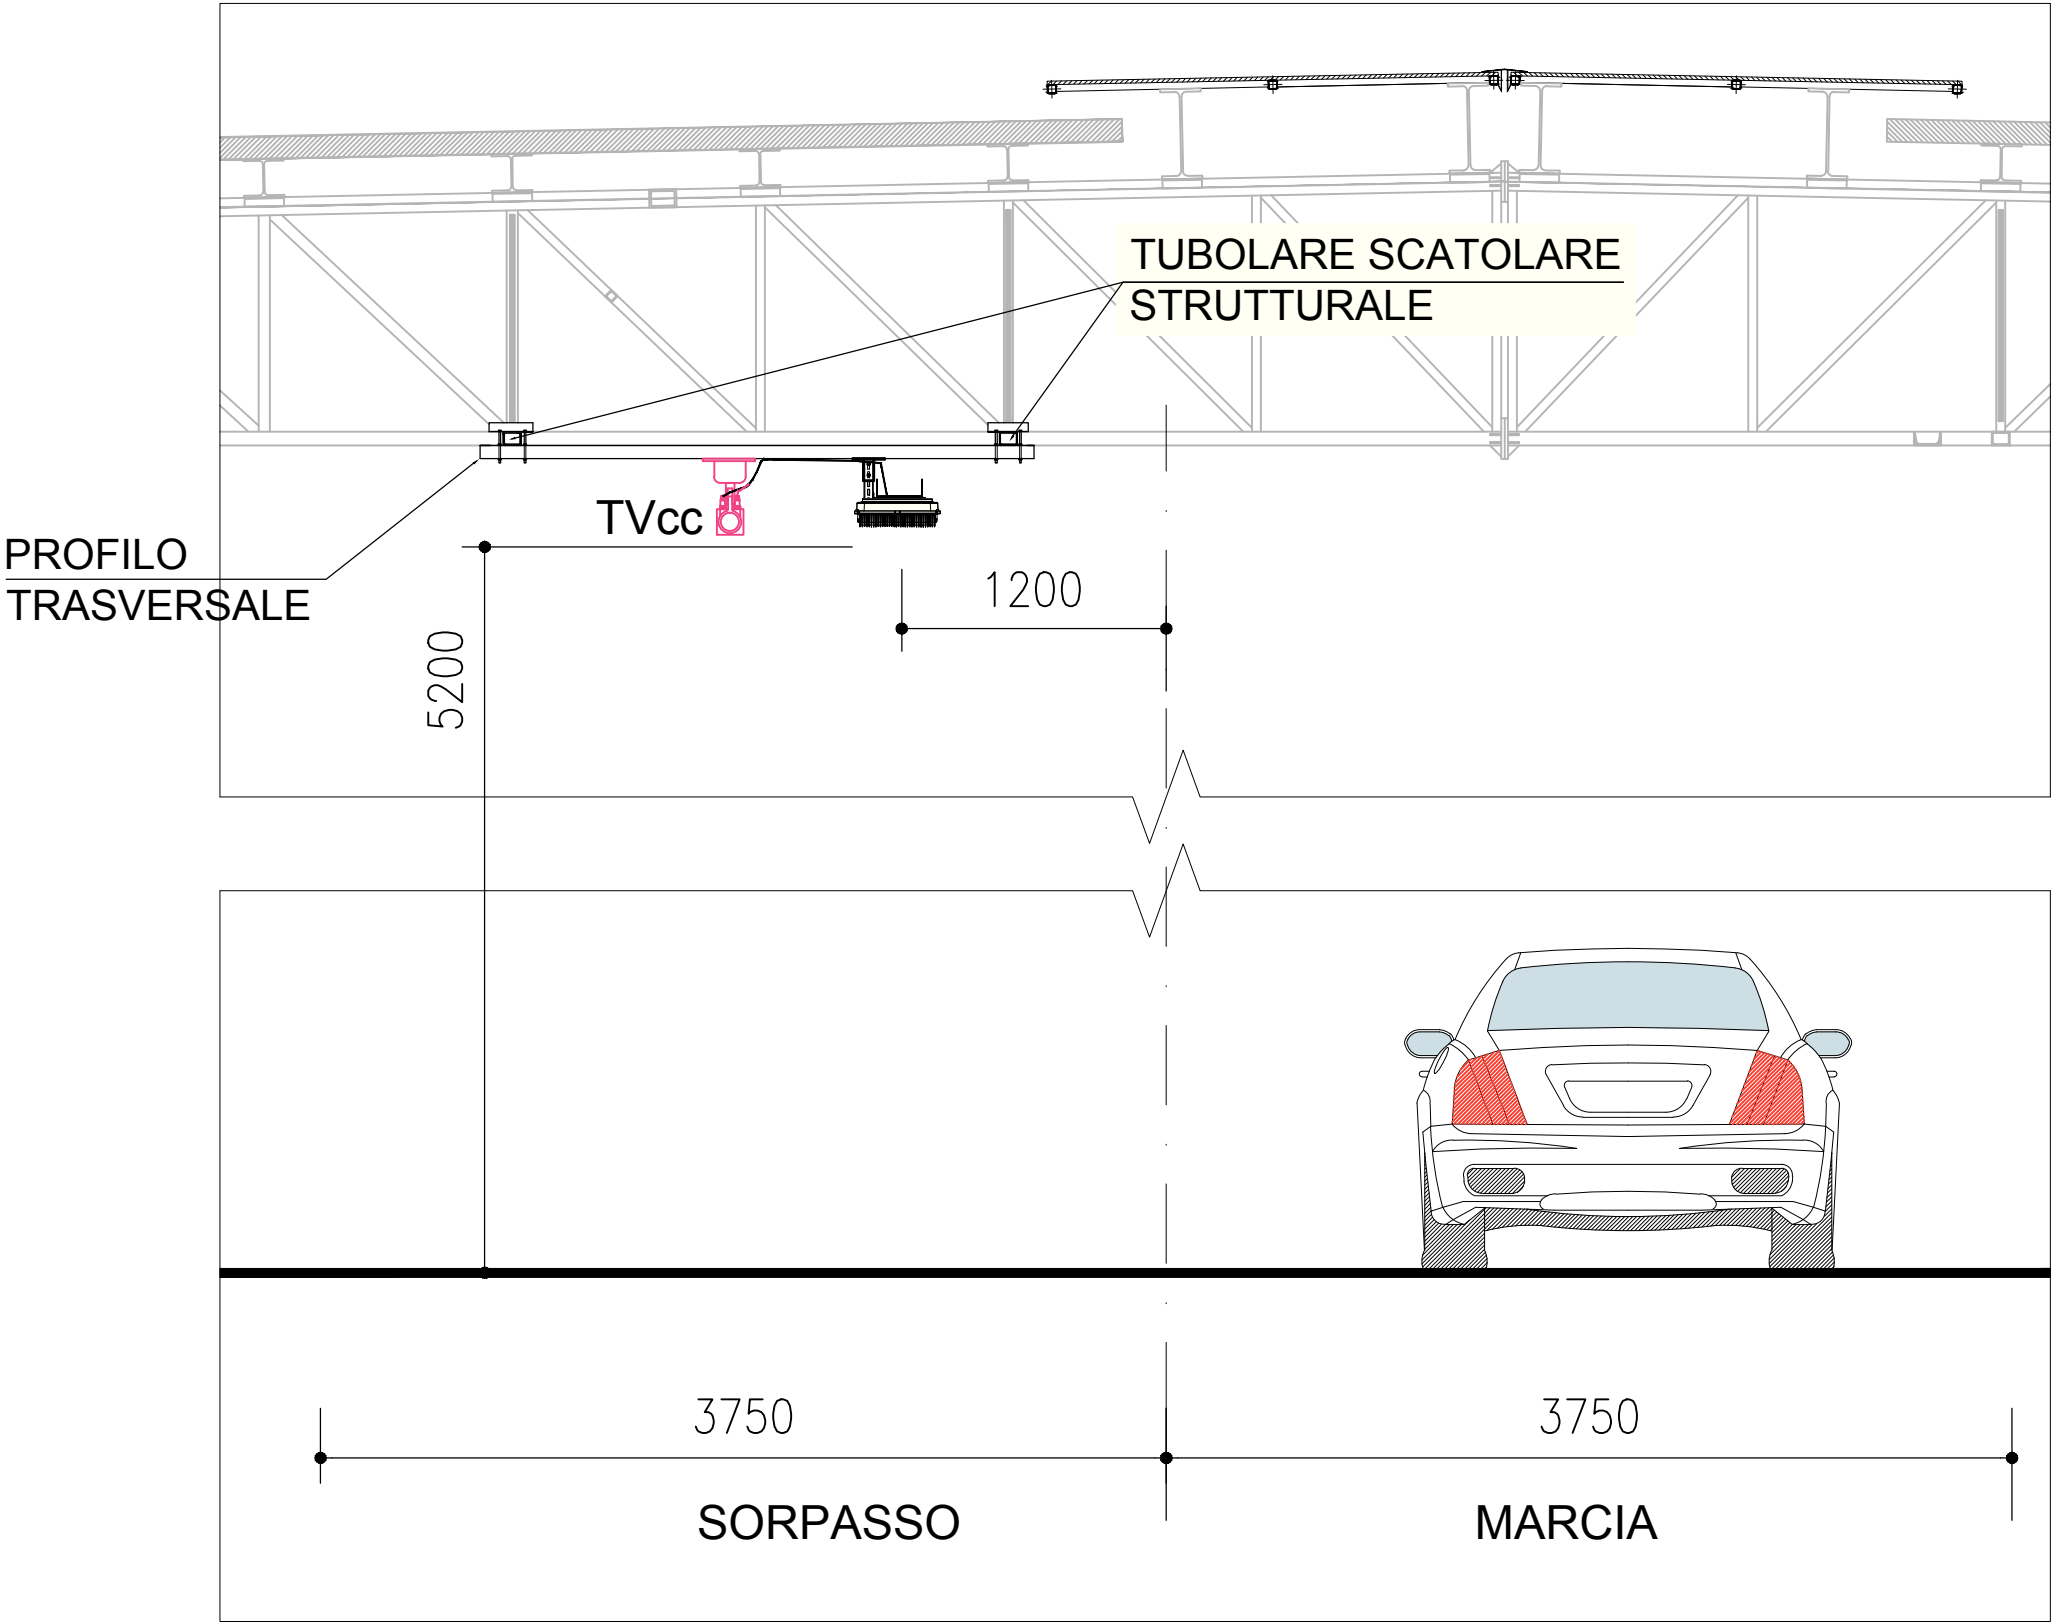 TUBOLARE SCATOLARE
STRUTTURALE
TVcc
PROFILO
TRASVERSALE
1200
5200
3750
3750
SORPASSO
MARCIA